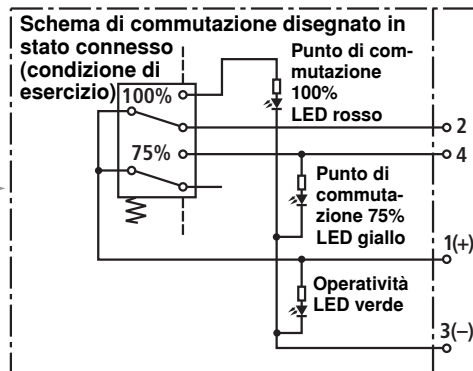 Schema di commutazione disegnato in
stato connesso
(condizione di
esercizio)
Punto di com-
mutazione
100%
LED rosso
100%
75%
2
4
Punto di
commuta-
zione 75%
LED giallo
1(+)
Operatività
LED verde
3(−)